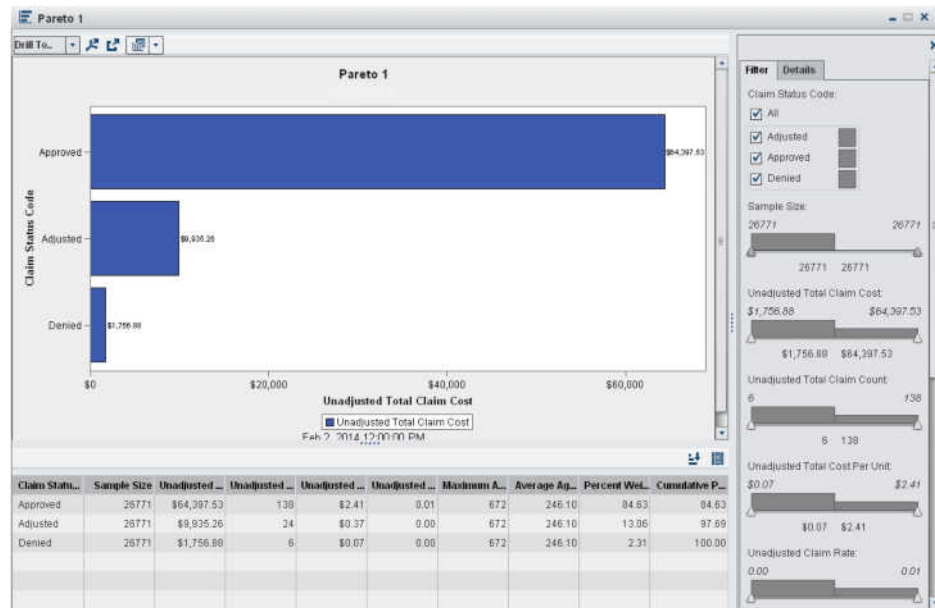 Pareto 1
Drill To...
Pareto 1
Claim Status Code
Approved
$64,397.53
Adjusted
$9,935.26
Denied
$1,756.88
$0 $20,000 $40,000 $60,000
Unadjusted Total Claim Cost
Unadjusted Total Claim Cost
Feb 2, 2014 12:00:00 PM
Claim Statu... Sample Size Unadjusted ... Unadjusted ... Unadjusted ... Unadjusted ... Maximum A... Average Ag... Percent Wei... Cumulative P...
Approved 26771 $64,397.53 138 $2.41 0.01 672 246.10 84.63 84.63
Adjusted 26771 $9,935.26 24 $0.37 0.00 672 246.10 13.06 97.69
Denied 26771 $1,756.88 6 $0.07 0.00 672 246.10 2.31 100.00
Filter Details
Claim Status Code:
All
Adjusted
Approved
Denied
Sample Size:
26771 26771
26771 26771
Unadjusted Total Claim Cost:
$1,756.88 $64,397.53
$1,756.88 $64,397.53
Unadjusted Total Claim Count:
6 138
6 138
Unadjusted Total Cost Per Unit:
$0.07 $2.41
$0.07 $2.41
Unadjusted Claim Rate:
0.00 0.01